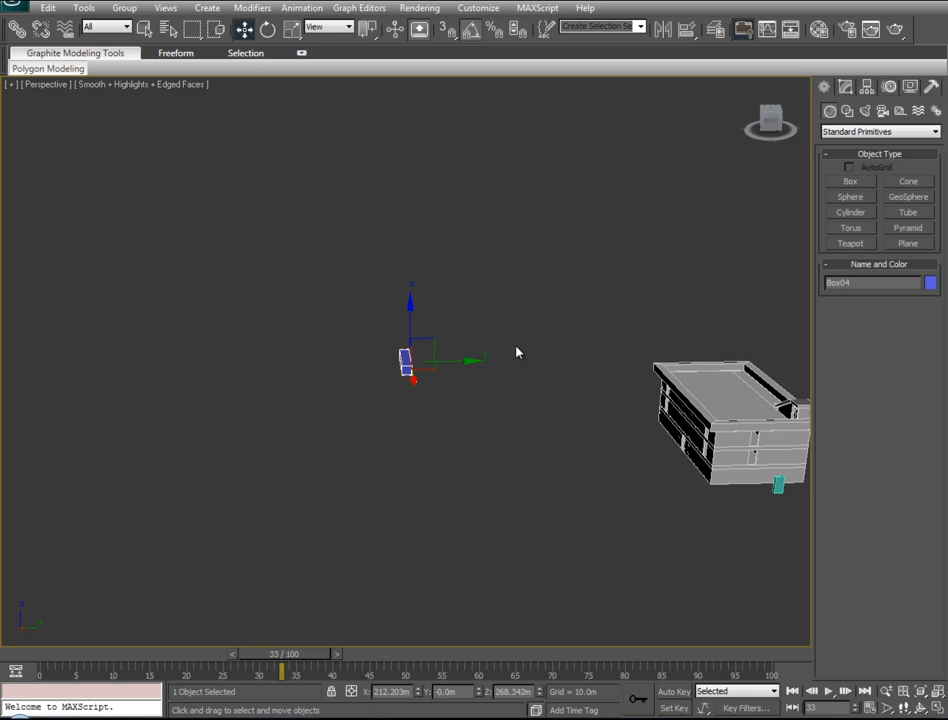 Edit Tools Group Views Create Modifiers Animation Graph Editors Rendering Customize MAXScript Help
All View Create Selection Se
Graphite Modeling Tools Freeform Selection
Polygon Modeling
[ + ] [ Perspective ] [ Smooth + Highlights + Edged Faces ]
Standard Primitives
- Object Type
AutoGrid
Box Cone
Sphere GeoSphere
Cylinder Tube
Torus Pyramid
Teapot Plane
- Name and Color
Box04
z
y
z
y
< 33 / 100 >
0 5 10 15 20 25 30 35 40 45 50 55 60 65 70 75 80 85 90 95 100
1 Object Selected X: 212.203m Y: -0.0m Z: 268.342m Grid = 10.0m Auto Key Selected
Welcome to MAXScript. Click and drag to select and move objects Add Time Tag Set Key Key Filters... 33